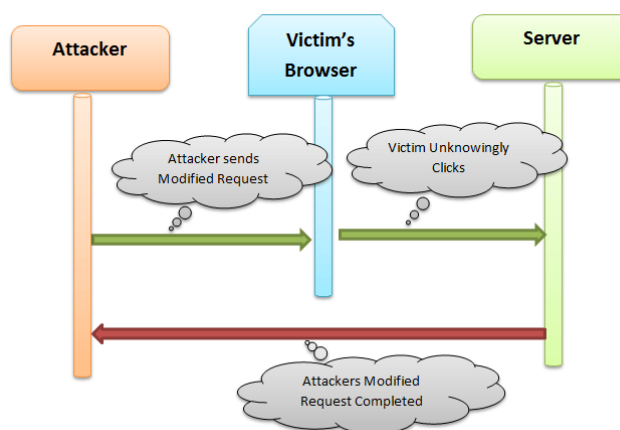 Attacker
Victim's
Browser
Server
Attacker sends
Modified Request
Victim Unknowingly
Clicks
Attackers Modified
Request Completed